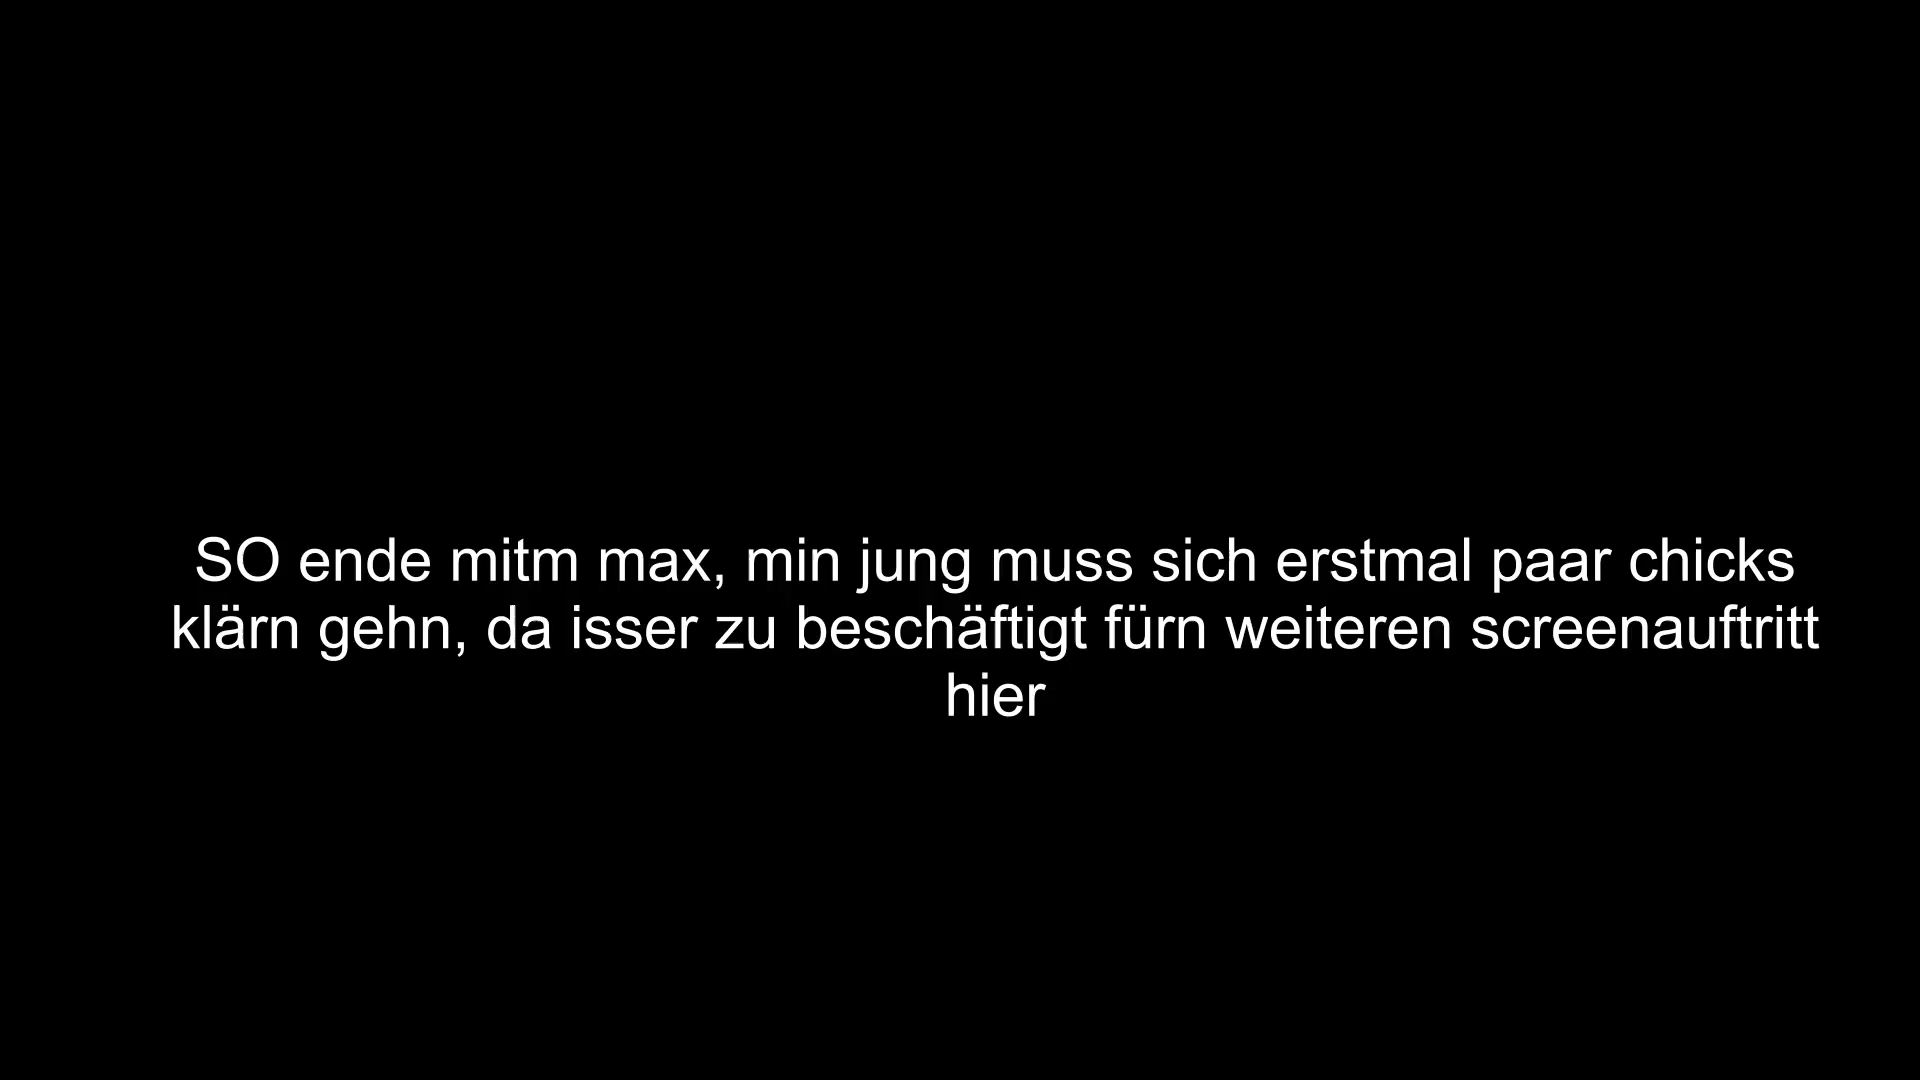 SO ende mitm max, min jung muss sich erstmal paar chicks
klärn gehn, da isser zu beschäftigt fürn weiteren screenauftritt
hier